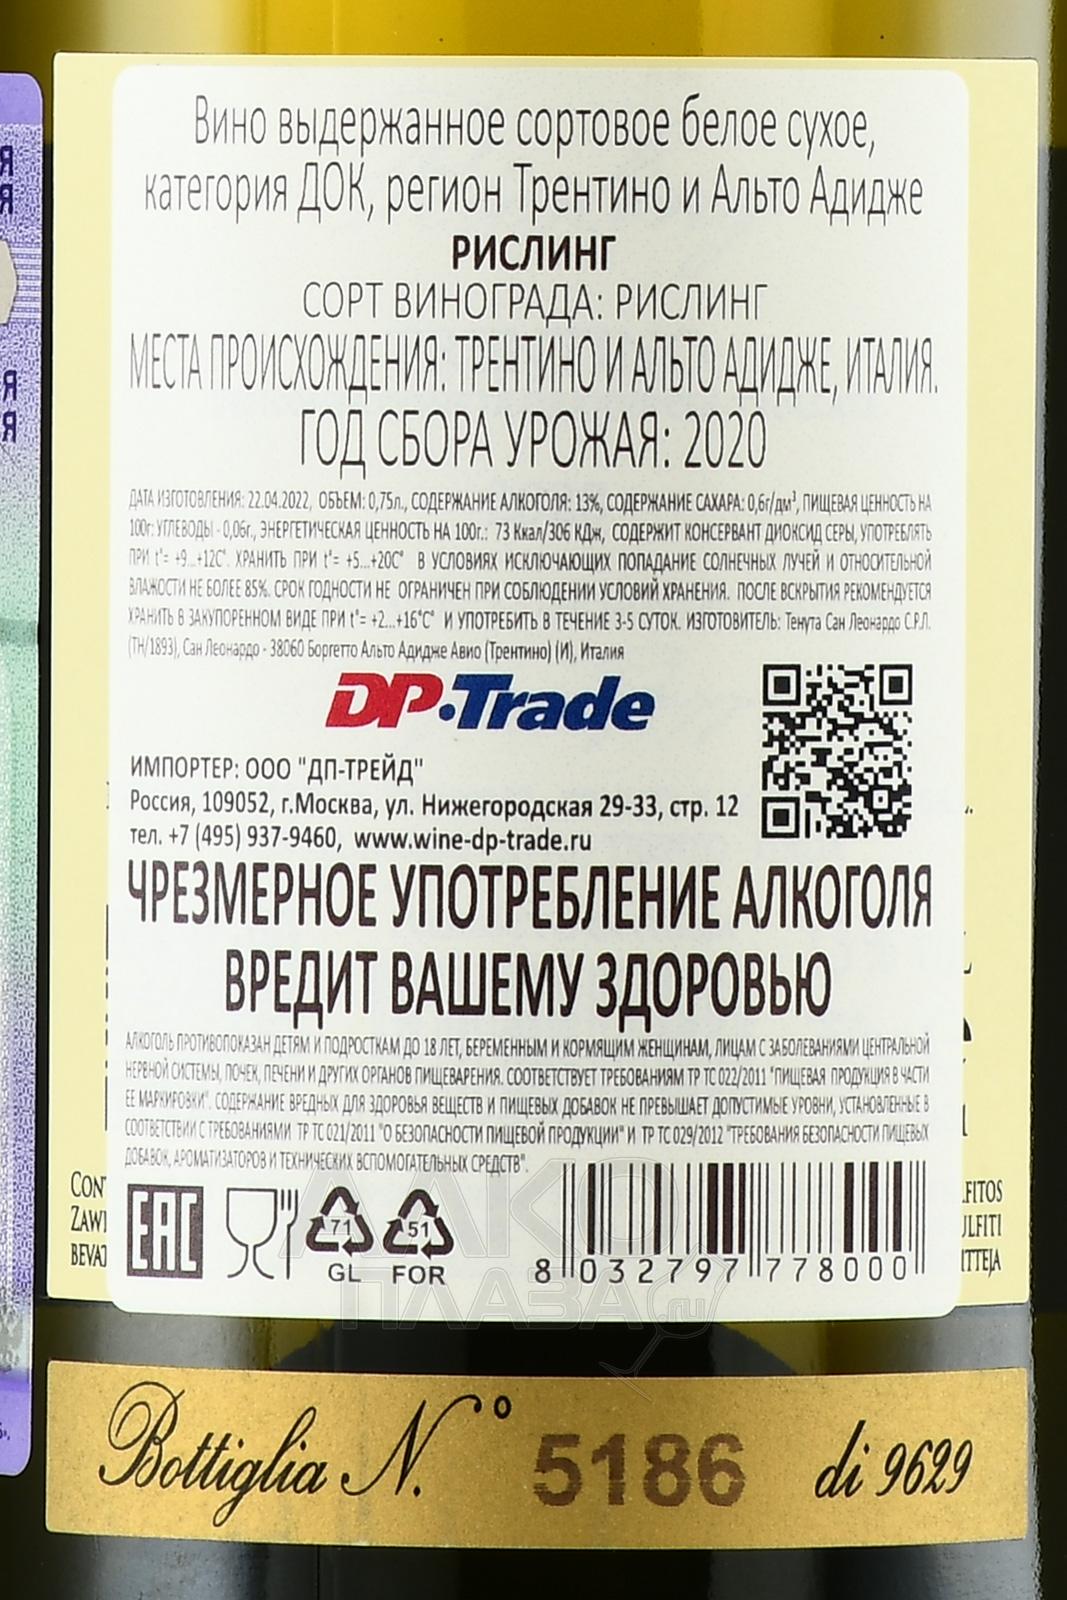 Вино выдержанное сортовое белое сухое,
категория ДОК, регион Трентино и Альто Адидже
РИСЛИНГ
СОРТ ВИНОГРАДА: РИСЛИНГ
МЕСТА ПРОИСХОЖДЕНИЯ: ТРЕНТИНО И АЛЬТО АДИДЖЕ, ИТАЛИЯ.
ГОД СБОРА УРОЖАЯ: 2020
ДАТА ИЗГОТОВЛЕНИЯ: 22.04.2022, ОБЪЕМ: 0,75л., СОДЕРЖАНИЕ АЛКОГОЛЯ: 13%, СОДЕРЖАНИЕ САХАРА: 0,6г/дм³, ПИЩЕВАЯ ЦЕННОСТЬ НА
100г: УГЛЕВОДЫ - 0,06г., ЭНЕРГЕТИЧЕСКАЯ ЦЕННОСТЬ НА 100г.: 73 Ккал/306 КДж, СОДЕРЖИТ КОНСЕРВАНТ ДИОКСИД СЕРЫ, УПОТРЕБЛЯТЬ
ПРИ t°= +9...+12C°. ХРАНИТЬ ПРИ t°= +5...+20C° В УСЛОВИЯХ ИСКЛЮЧАЮЩИХ ПОПАДАНИЕ СОЛНЕЧНЫХ ЛУЧЕЙ И ОТНОСИТЕЛЬНОЙ
ВЛАЖНОСТИ НЕ БОЛЕЕ 85%. СРОК ГОДНОСТИ НЕ ОГРАНИЧЕН ПРИ СОБЛЮДЕНИИ УСЛОВИЙ ХРАНЕНИЯ. ПОСЛЕ ВСКРЫТИЯ РЕКОМЕНДУЕТСЯ
ХРАНИТЬ В ЗАКУПОРЕННОМ ВИДЕ ПРИ t°= +2...+16°C° И УПОТРЕБИТЬ В ТЕЧЕНИЕ 3-5 СУТОК. ИЗГОТОВИТЕЛЬ: Тенута Сан Леонардо С.Р.Л.
(ТН/1893), Сан Леонардо - 38060 Боргетто Альто Адидже Авио (Трентино) (И), Италия
DP·Trade
ИМПОРТЕР: ООО "ДП-ТРЕЙД"
Россия, 109052, г.Москва, ул. Нижегородская 29-33, стр. 12
тел. +7 (495) 937-9460, www.wine-dp-trade.ru
ЧРЕЗМЕРНОЕ УПОТРЕБЛЕНИЕ АЛКОГОЛЯ
ВРЕДИТ ВАШЕМУ ЗДОРОВЬЮ
АЛКОГОЛЬ ПРОТИВОПОКАЗАН ДЕТЯМ И ПОДРОСТКАМ ДО 18 ЛЕТ, БЕРЕМЕННЫМ И КОРМЯЩИМ ЖЕНЩИНАМ, ЛИЦАМ С ЗАБОЛЕВАНИЯМИ ЦЕНТРАЛЬНОЙ
НЕРВНОЙ СИСТЕМЫ, ПОЧЕК, ПЕЧЕНИ И ДРУГИХ ОРГАНОВ ПИЩЕВАРЕНИЯ. СООТВЕТСТВУЕТ ТРЕБОВАНИЯМ ТР ТС 022/2011 "ПИЩЕВАЯ ПРОДУКЦИЯ В ЧАСТИ
ЕЕ МАРКИРОВКИ". СОДЕРЖАНИЕ ВРЕДНЫХ ДЛЯ ЗДОРОВЬЯ ВЕЩЕСТВ И ПИЩЕВЫХ ДОБАВОК НЕ ПРЕВЫШАЕТ ДОПУСТИМЫЕ УРОВНИ, УСТАНОВЛЕННЫЕ В
СООТВЕТСТВИИ С ТРЕБОВАНИЯМИ ТР ТС 021/2011 "О БЕЗОПАСНОСТИ ПИЩЕВОЙ ПРОДУКЦИИ" И ТР ТС 029/2012 "ТРЕБОВАНИЯ БЕЗОПАСНОСТИ ПИЩЕВЫХ
ДОБАВОК, АРОМАТИЗАТОРОВ И ТЕХНИЧЕСКИХ ВСПОМОГАТЕЛЬНЫХ СРЕДСТВ".
EAC 71 51
GL FOR
8 032797 778000
АЛКО
ПЛАЗА.ru
Bottiglia N.° 5186 di 9629